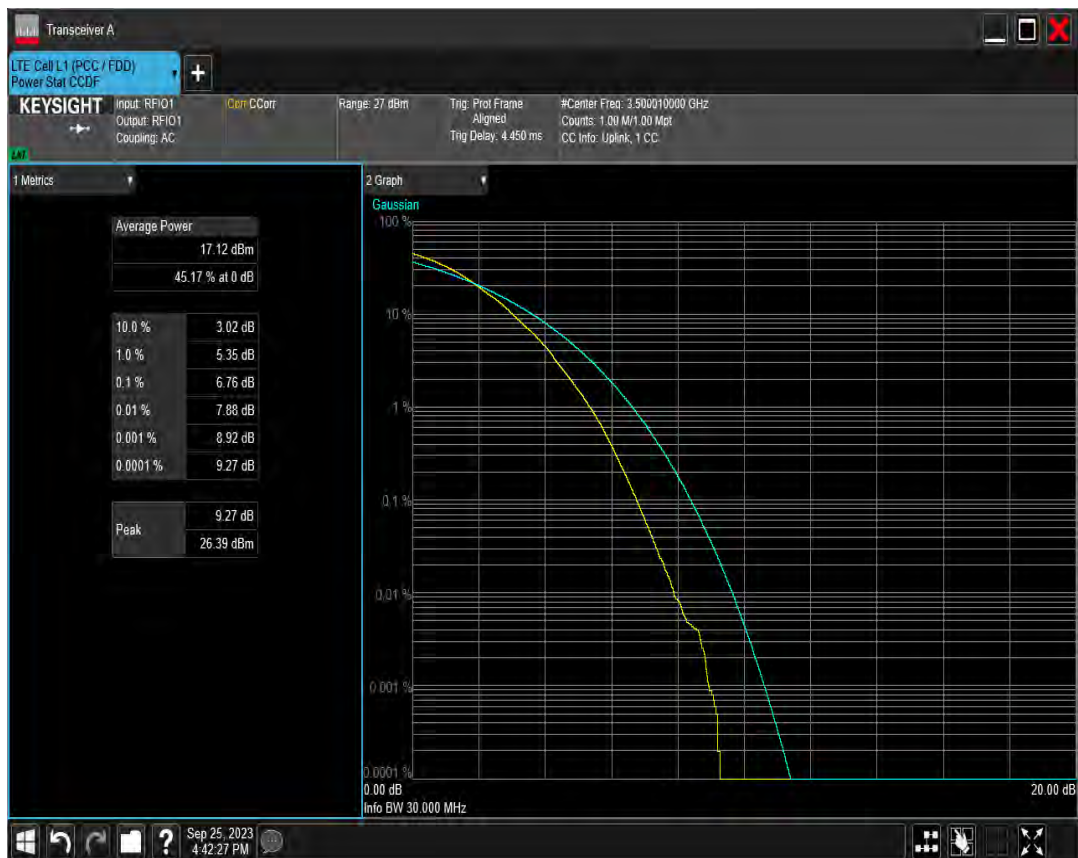 Transceiver A
LTE Cell L1 (PCC / FDD)
Power Stat CCDF
+
KEYSIGHT
Input: RFIO1
Output: RFIO1
Coupling: AC
Corr CCorr
Range: 27 dBm
Trig: Prot Frame
Aligned
Trig Delay: 4.450 ms
#Center Freq: 3.500010000 GHz
Counts: 1.00 M/1.00 Mpt
CC Info: Uplink, 1 CC
1 Metrics
Average Power
17.12 dBm
45.17 % at 0 dB
10.0 % 3.02 dB
1.0 % 5.35 dB
0.1 % 6.76 dB
0.01 % 7.88 dB
0.001 % 8.92 dB
0.0001 % 9.27 dB
Peak 9.27 dB
26.39 dBm
2 Graph
Gaussian
100 %
10 %
1 %
0.1 %
0.01 %
0.001 %
0.0001 %
0.00 dB
20.00 dB
Info BW 30.000 MHz
?
Sep 25, 2023
4:42:27 PM